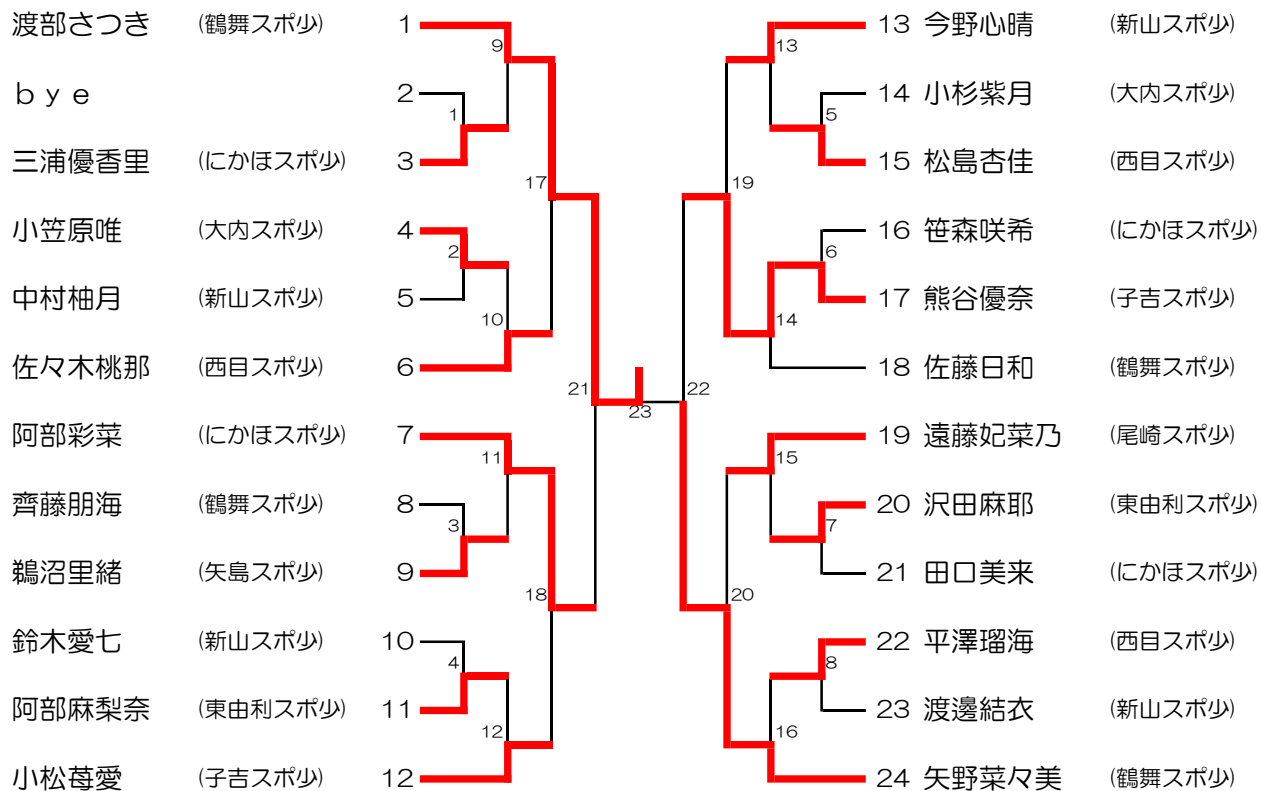 渡部さつき (鶴舞スポ少) 1
ｂｙｅ 2
三浦優香里 (にかほスポ少) 3
小笠原唯 (大内スポ少) 4
中村柚月 (新山スポ少) 5
佐々木桃那 (西目スポ少) 6
阿部彩菜 (にかほスポ少) 7
齊藤朋海 (鶴舞スポ少) 8
鵜沼里緒 (矢島スポ少) 9
鈴木愛七 (新山スポ少) 10
阿部麻梨奈 (東由利スポ少) 11
小松苺愛 (子吉スポ少) 12
1
2
3
4
9
10
11
12
17
18
21
23
22
19
20
13
14
15
16
5
6
7
8
13 今野心晴 (新山スポ少)
14 小杉紫月 (大内スポ少)
15 松島杏佳 (西目スポ少)
16 笹森咲希 (にかほスポ少)
17 熊谷優奈 (子吉スポ少)
18 佐藤日和 (鶴舞スポ少)
19 遠藤妃菜乃 (尾崎スポ少)
20 沢田麻耶 (東由利スポ少)
21 田口美来 (にかほスポ少)
22 平澤瑠海 (西目スポ少)
23 渡邊結衣 (新山スポ少)
24 矢野菜々美 (鶴舞スポ少)